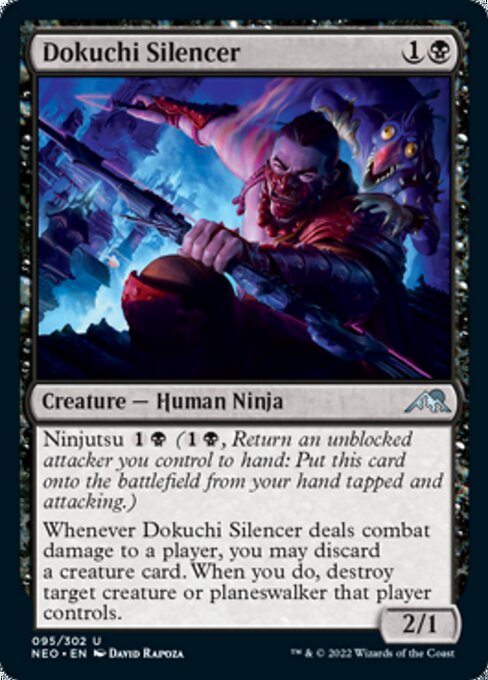 Dokuchi Silencer 1
Creature — Human Ninja
Ninjutsu 1 (1, Return an unblocked
attacker you control to hand: Put this card
onto the battlefield from your hand tapped and
attacking.)
Whenever Dokuchi Silencer deals combat
damage to a player, you may discard
a creature card. When you do, destroy
target creature or planeswalker that player
controls.
2/1
095/302 U
NEO • EN David Rapoza
™ & © 2022 Wizards of the Coast